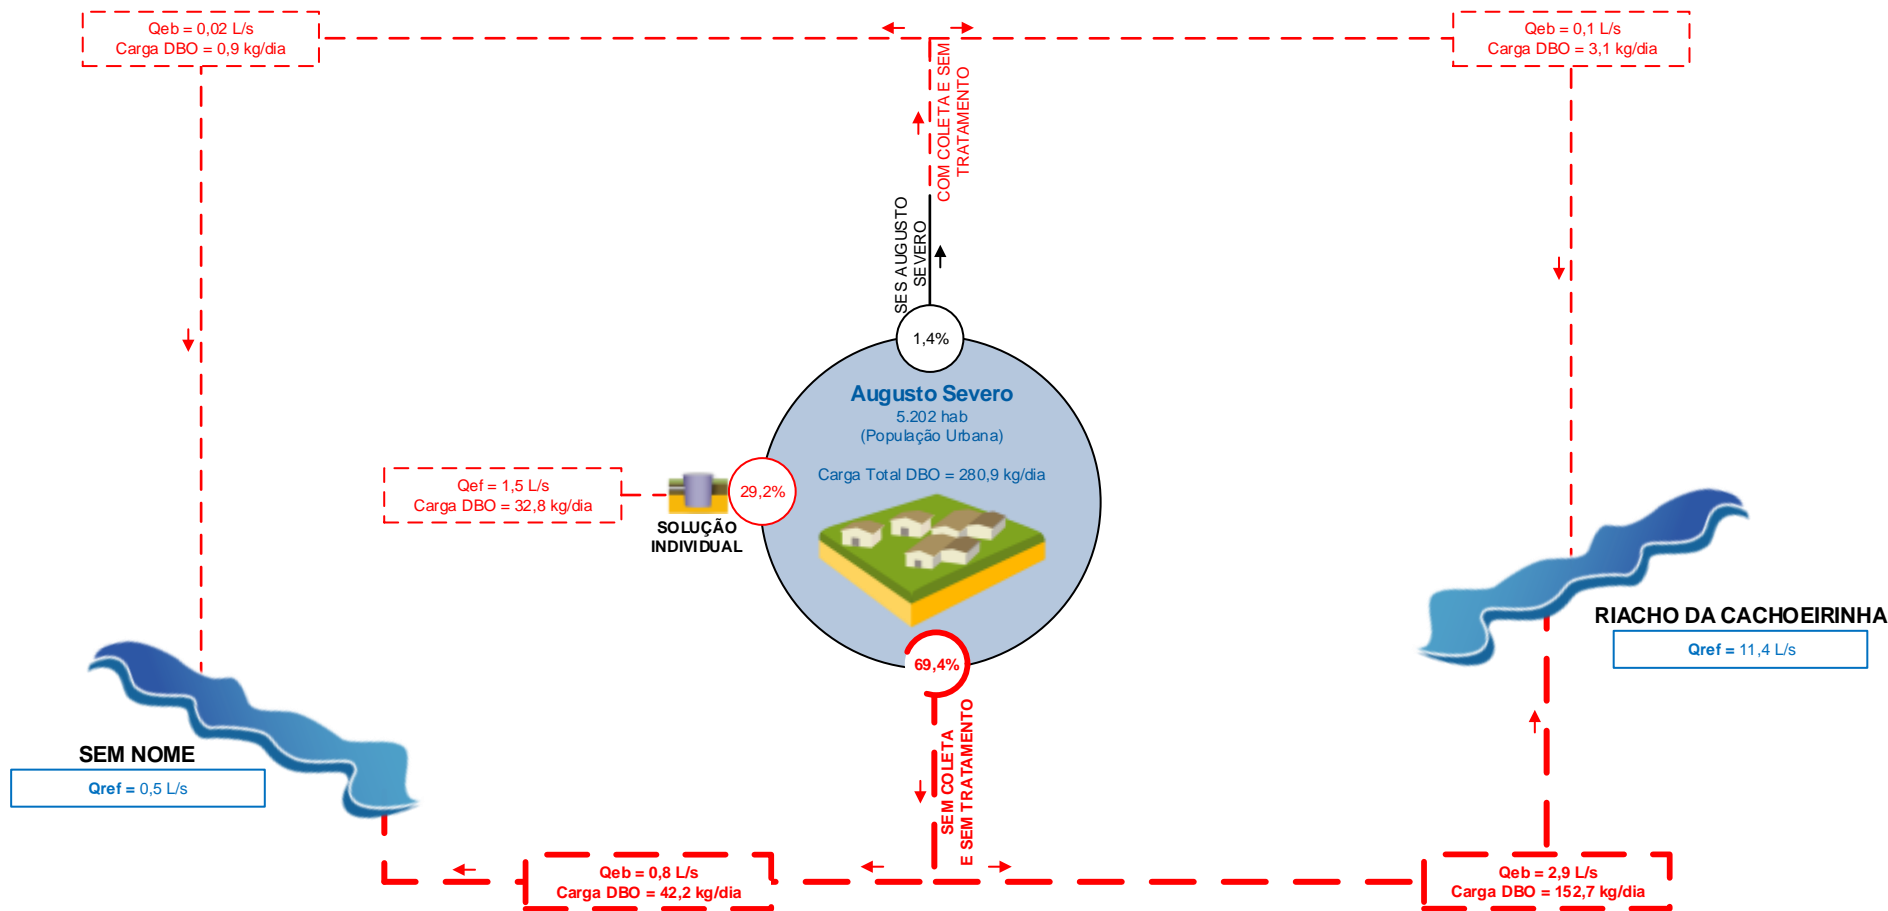 Qeb = 0,02 L/s
Carga DBO = 0,9 kg/dia
Qeb = 0,1 L/s
Carga DBO = 3,1 kg/dia
COM COLETA E SEM
TRATAMENTO
SES AUGUSTO
SEVERO
1,4%
Augusto Severo
5.202 hab
(População Urbana)
Carga Total DBO = 280,9 kg/dia
Qef = 1,5 L/s
Carga DBO = 32,8 kg/dia
29,2%
SOLUÇÃO
INDIVIDUAL
RIACHO DA CACHOEIRINHA
Qref = 11,4 L/s
69,4%
SEM COLETA
E SEM TRATAMENTO
SEM NOME
Qref = 0,5 L/s
Qeb = 0,8 L/s
Carga DBO = 42,2 kg/dia
Qeb = 2,9 L/s
Carga DBO = 152,7 kg/dia